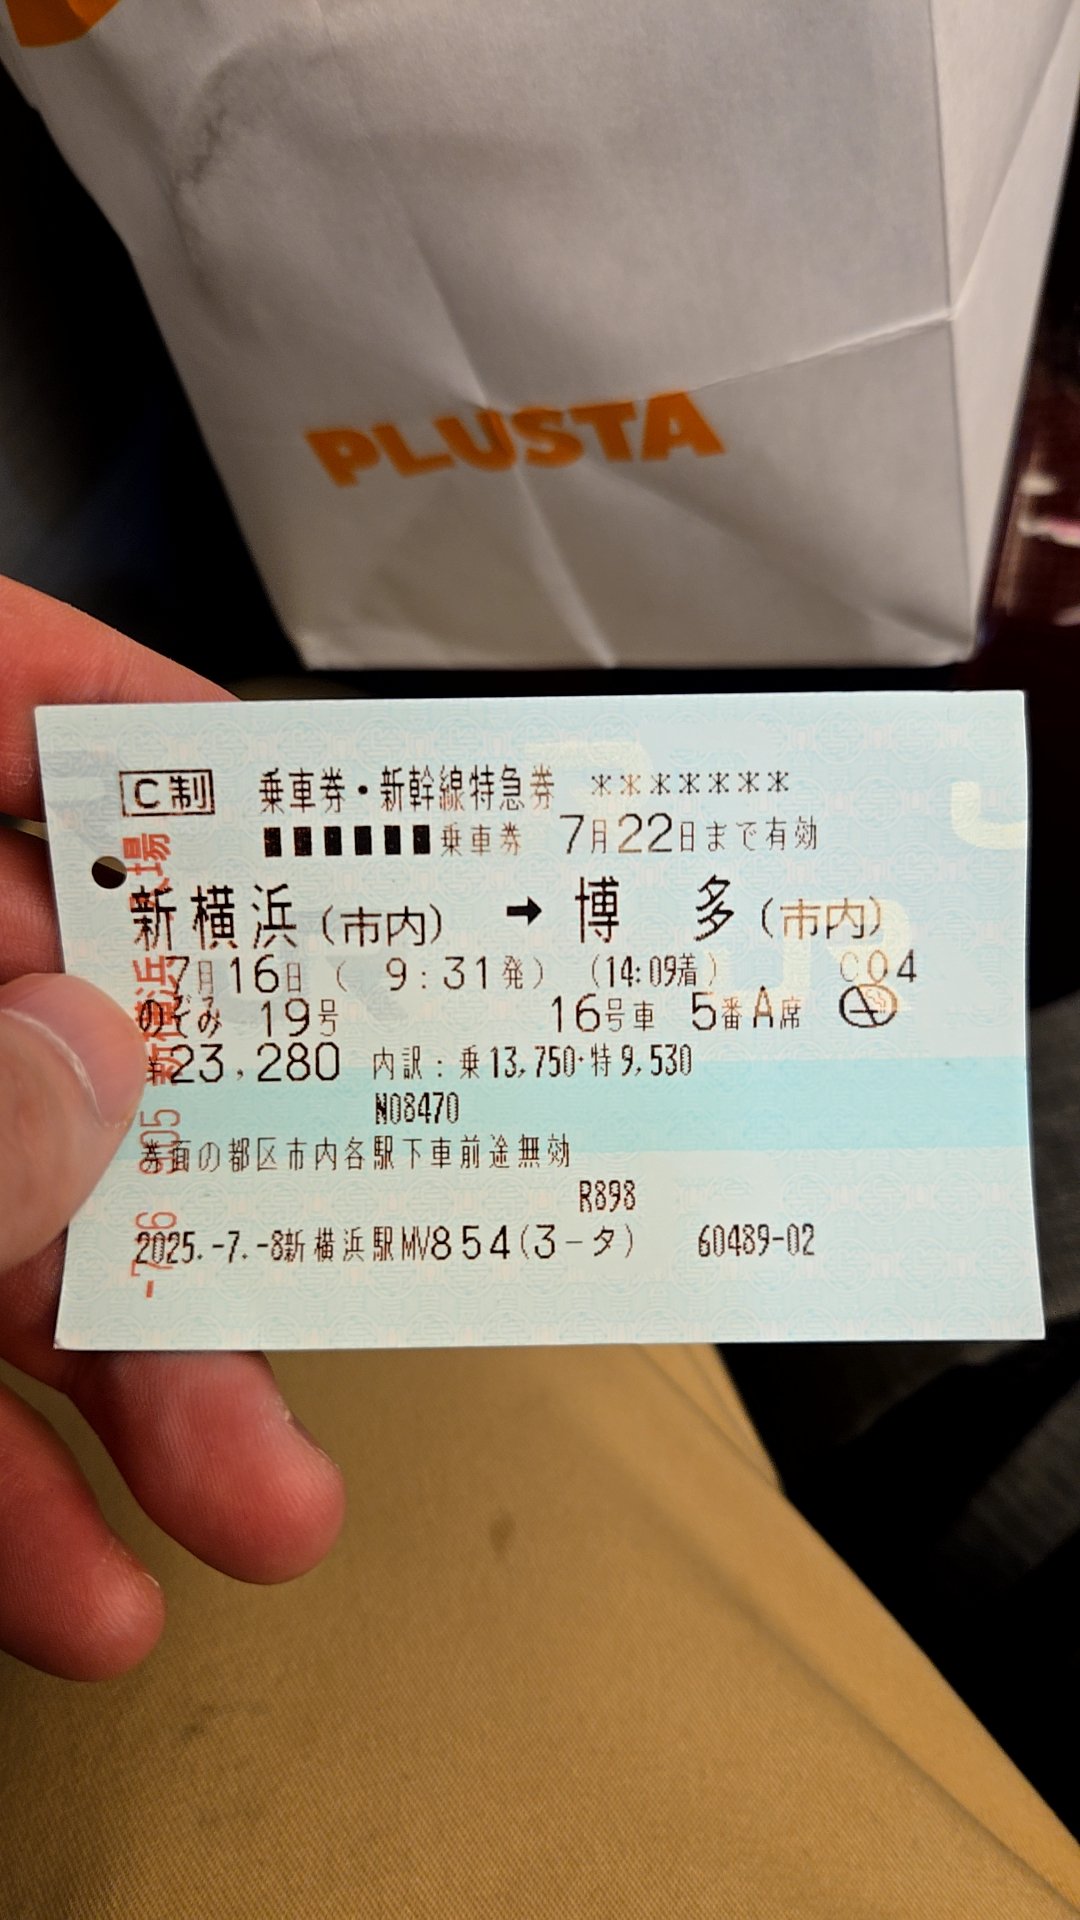 PLUSTA
C制 乗車券・新幹線特急券 *******
■■■■■■乗車券 7月22日まで有効
新横浜(市内) ➡ 博多(市内)
7月16日( 9:31発) (14:09着) C04
のぞみ 19号 16号車 5番A席
¥23,280 内訳:乗13,750·特9,530
N08470
券面の都区市内各駅下車前途無効
R898
2025.-7.-8新横浜駅MV854(3-タ) 60489-02